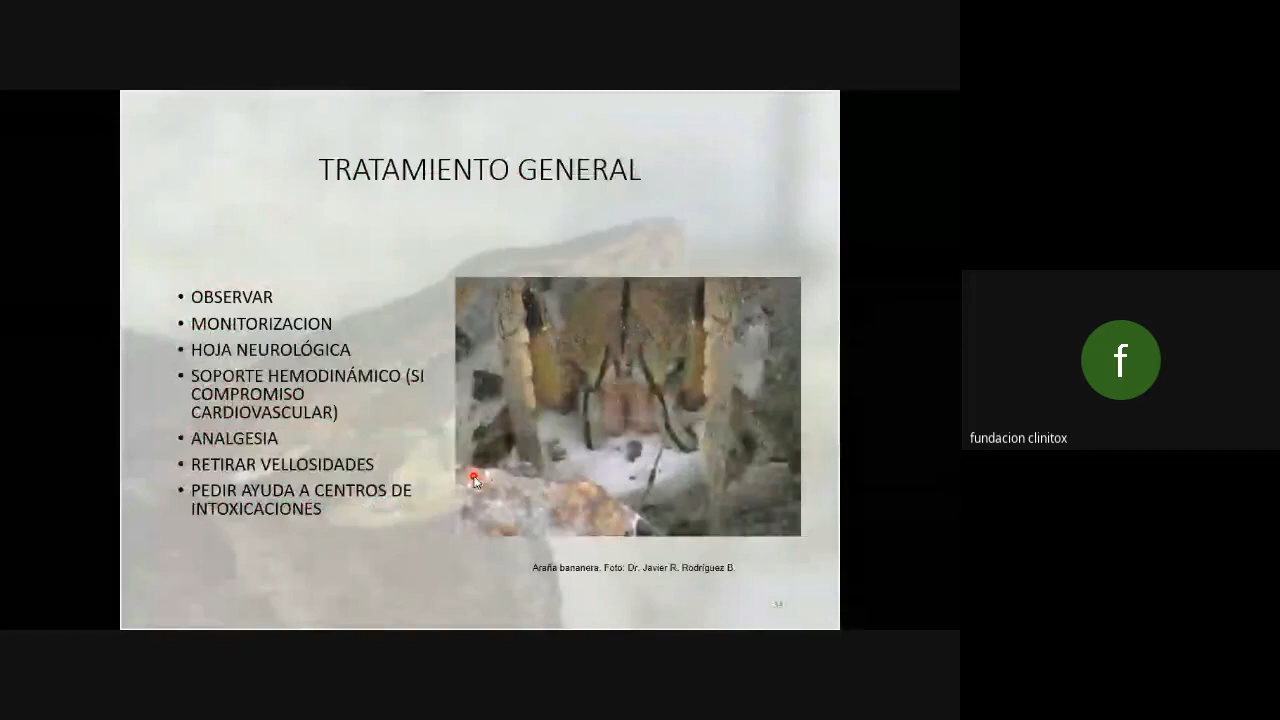 TRATAMIENTO GENERAL
• OBSERVAR
• MONITORIZACION
• HOJA NEUROLÓGICA
• SOPORTE HEMODINÁMICO (SI
COMPROMISO
CARDIOVASCULAR)
• ANALGESIA
• RETIRAR VELLOSIDADES
• PEDIR AYUDA A CENTROS DE
INTOXICACIONES
Araña bananera. Foto: Dr. Javier R. Rodríguez B.
f
fundacion clinitox